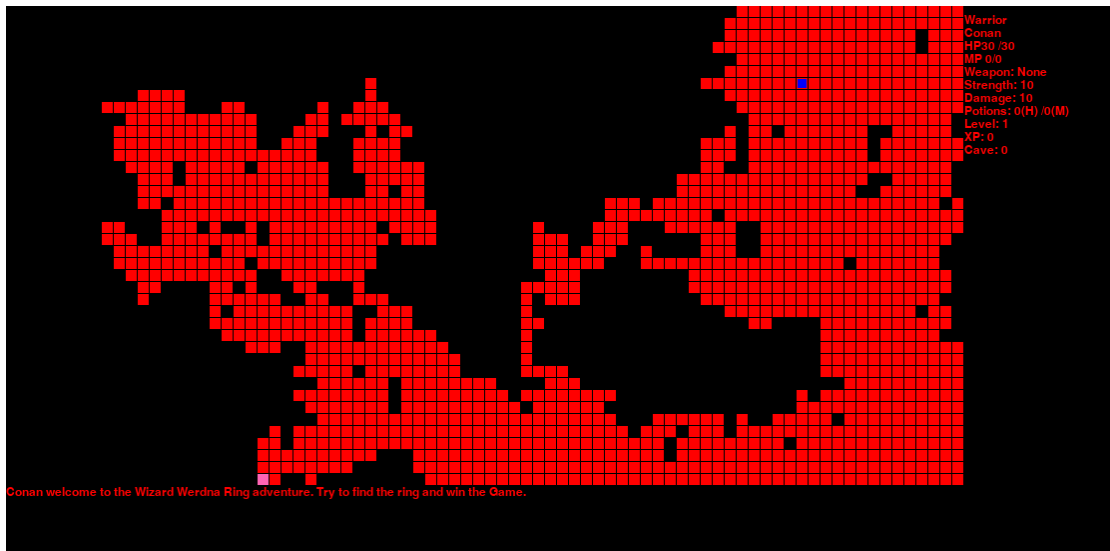 Warrior
Conan
HP30 /30
MP 0/0
Weapon: None
Strength: 10
Damage: 10
Potions: 0(H) /0(M)
Level: 1
XP: 0
Cave: 0
Conan welcome to the Wizard Werdna Ring adventure. Try to find the ring and win the Game.